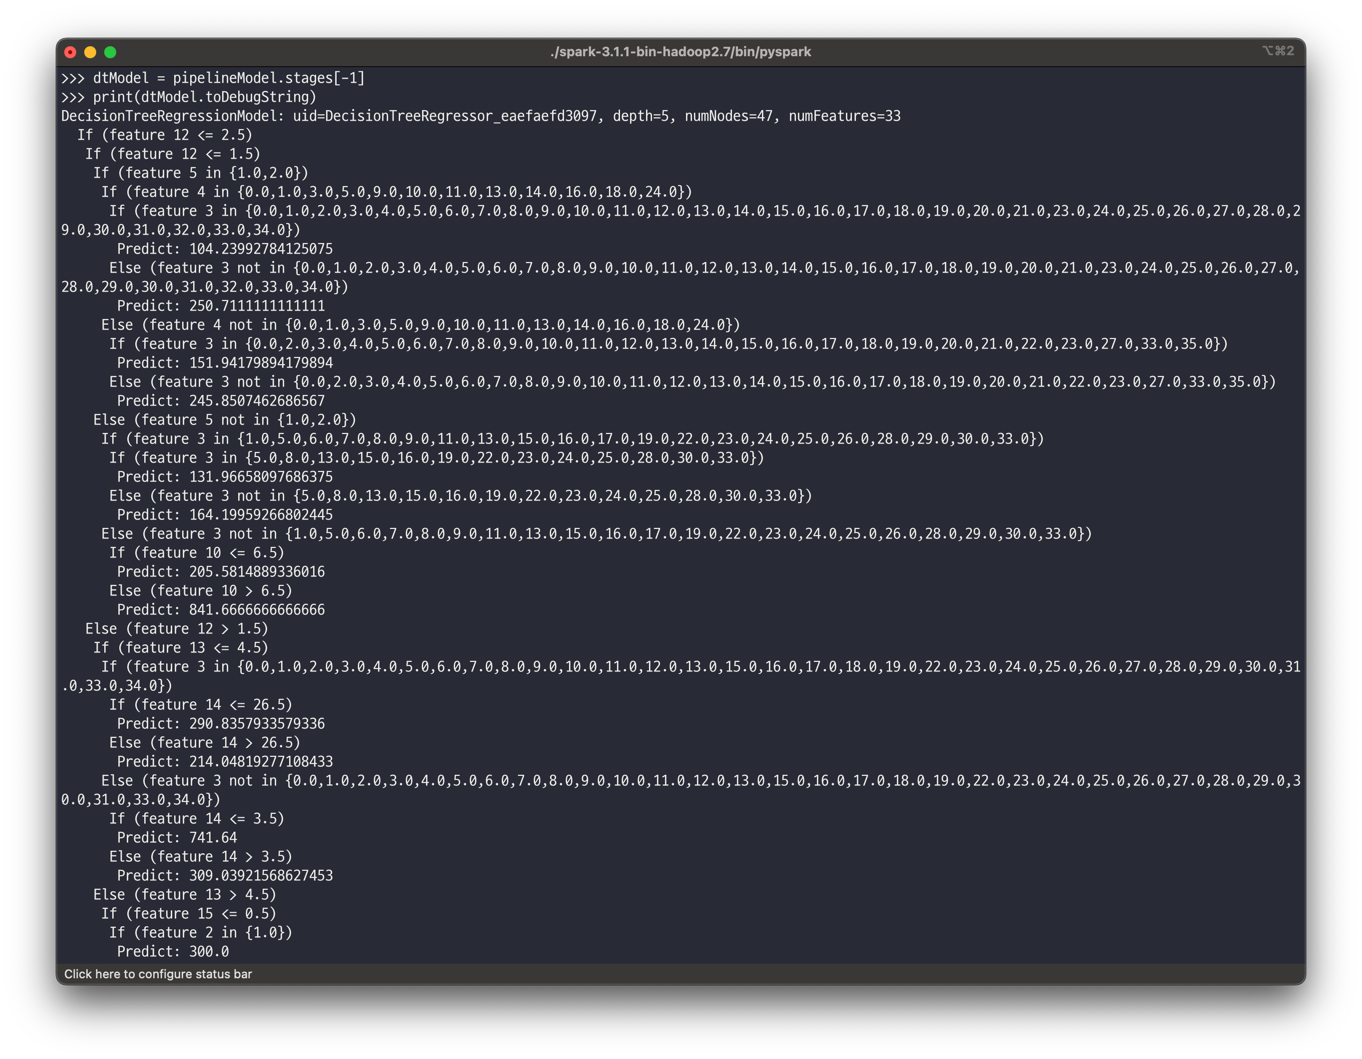 ./spark-3.1.1-bin-hadoop2.7/bin/pyspark
⌥⌘2
>>> dtModel = pipelineModel.stages[-1]
>>> print(dtModel.toDebugString)
DecisionTreeRegressionModel: uid=DecisionTreeRegressor_eaefaefd3097, depth=5, numNodes=47, numFeatures=33
  If (feature 12 <= 2.5)
   If (feature 12 <= 1.5)
    If (feature 5 in {1.0,2.0})
     If (feature 4 in {0.0,1.0,3.0,5.0,9.0,10.0,11.0,13.0,14.0,16.0,18.0,24.0})
      If (feature 3 in {0.0,1.0,2.0,3.0,4.0,5.0,6.0,7.0,8.0,9.0,10.0,11.0,12.0,13.0,14.0,15.0,16.0,17.0,18.0,19.0,20.0,21.0,23.0,24.0,25.0,26.0,27.0,28.0,2
9.0,30.0,31.0,32.0,33.0,34.0})
       Predict: 104.23992784125075
      Else (feature 3 not in {0.0,1.0,2.0,3.0,4.0,5.0,6.0,7.0,8.0,9.0,10.0,11.0,12.0,13.0,14.0,15.0,16.0,17.0,18.0,19.0,20.0,21.0,23.0,24.0,25.0,26.0,27.0,
28.0,29.0,30.0,31.0,32.0,33.0,34.0})
       Predict: 250.7111111111111
     Else (feature 4 not in {0.0,1.0,3.0,5.0,9.0,10.0,11.0,13.0,14.0,16.0,18.0,24.0})
      If (feature 3 in {0.0,2.0,3.0,4.0,5.0,6.0,7.0,8.0,9.0,10.0,11.0,12.0,13.0,14.0,15.0,16.0,17.0,18.0,19.0,20.0,21.0,22.0,23.0,27.0,33.0,35.0})
       Predict: 151.94179894179894
      Else (feature 3 not in {0.0,2.0,3.0,4.0,5.0,6.0,7.0,8.0,9.0,10.0,11.0,12.0,13.0,14.0,15.0,16.0,17.0,18.0,19.0,20.0,21.0,22.0,23.0,27.0,33.0,35.0})
       Predict: 245.8507462686567
    Else (feature 5 not in {1.0,2.0})
     If (feature 3 in {1.0,5.0,6.0,7.0,8.0,9.0,11.0,13.0,15.0,16.0,17.0,19.0,22.0,23.0,24.0,25.0,26.0,28.0,29.0,30.0,33.0})
      If (feature 3 in {5.0,8.0,13.0,15.0,16.0,19.0,22.0,23.0,24.0,25.0,28.0,30.0,33.0})
       Predict: 131.96658097686375
      Else (feature 3 not in {5.0,8.0,13.0,15.0,16.0,19.0,22.0,23.0,24.0,25.0,28.0,30.0,33.0})
       Predict: 164.19959266802445
     Else (feature 3 not in {1.0,5.0,6.0,7.0,8.0,9.0,11.0,13.0,15.0,16.0,17.0,19.0,22.0,23.0,24.0,25.0,26.0,28.0,29.0,30.0,33.0})
      If (feature 10 <= 6.5)
       Predict: 205.5814889336016
      Else (feature 10 > 6.5)
       Predict: 841.6666666666666
   Else (feature 12 > 1.5)
    If (feature 13 <= 4.5)
     If (feature 3 in {0.0,1.0,2.0,3.0,4.0,5.0,6.0,7.0,8.0,9.0,10.0,11.0,12.0,13.0,15.0,16.0,17.0,18.0,19.0,22.0,23.0,24.0,25.0,26.0,27.0,28.0,29.0,30.0,31
.0,33.0,34.0})
      If (feature 14 <= 26.5)
       Predict: 290.8357933579336
      Else (feature 14 > 26.5)
       Predict: 214.04819277108433
     Else (feature 3 not in {0.0,1.0,2.0,3.0,4.0,5.0,6.0,7.0,8.0,9.0,10.0,11.0,12.0,13.0,15.0,16.0,17.0,18.0,19.0,22.0,23.0,24.0,25.0,26.0,27.0,28.0,29.0,3
0.0,31.0,33.0,34.0})
      If (feature 14 <= 3.5)
       Predict: 741.64
      Else (feature 14 > 3.5)
       Predict: 309.03921568627453
    Else (feature 13 > 4.5)
     If (feature 15 <= 0.5)
      If (feature 2 in {1.0})
       Predict: 300.0
Click here to configure status bar